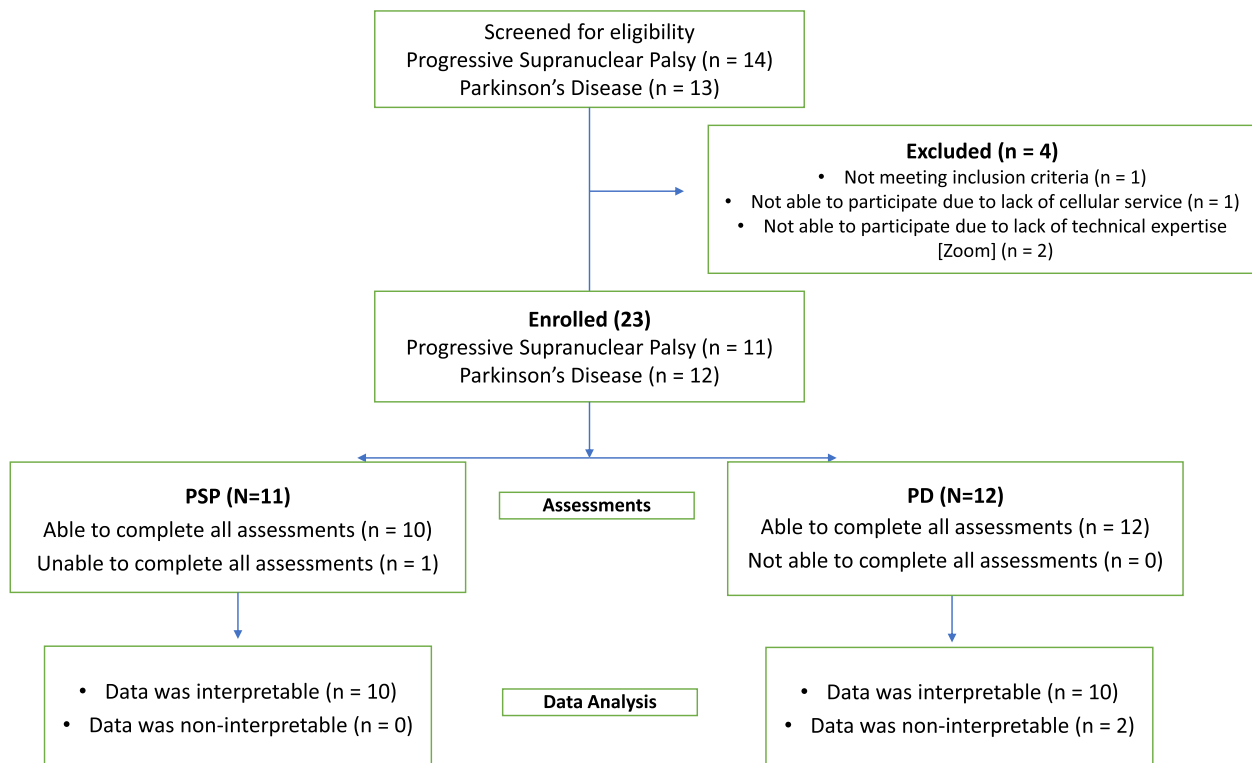 Screened for eligibility
Progressive Supranuclear Palsy (n = 14)
Parkinson's Disease (n = 13)
Excluded (n = 4)
• Not meeting inclusion criteria (n = 1)
• Not able to participate due to lack of cellular service (n = 1)
• Not able to participate due to lack of technical expertise
[Zoom] (n = 2)
Enrolled (23)
Progressive Supranuclear Palsy (n = 11)
Parkinson's Disease (n = 12)
PSP (N=11)
Able to complete all assessments (n = 10)
Unable to complete all assessments (n = 1)
Assessments
PD (N=12)
Able to complete all assessments (n = 12)
Not able to complete all assessments (n = 0)
• Data was interpretable (n = 10)
• Data was non-interpretable (n = 0)
Data Analysis
• Data was interpretable (n = 10)
• Data was non-interpretable (n = 2)